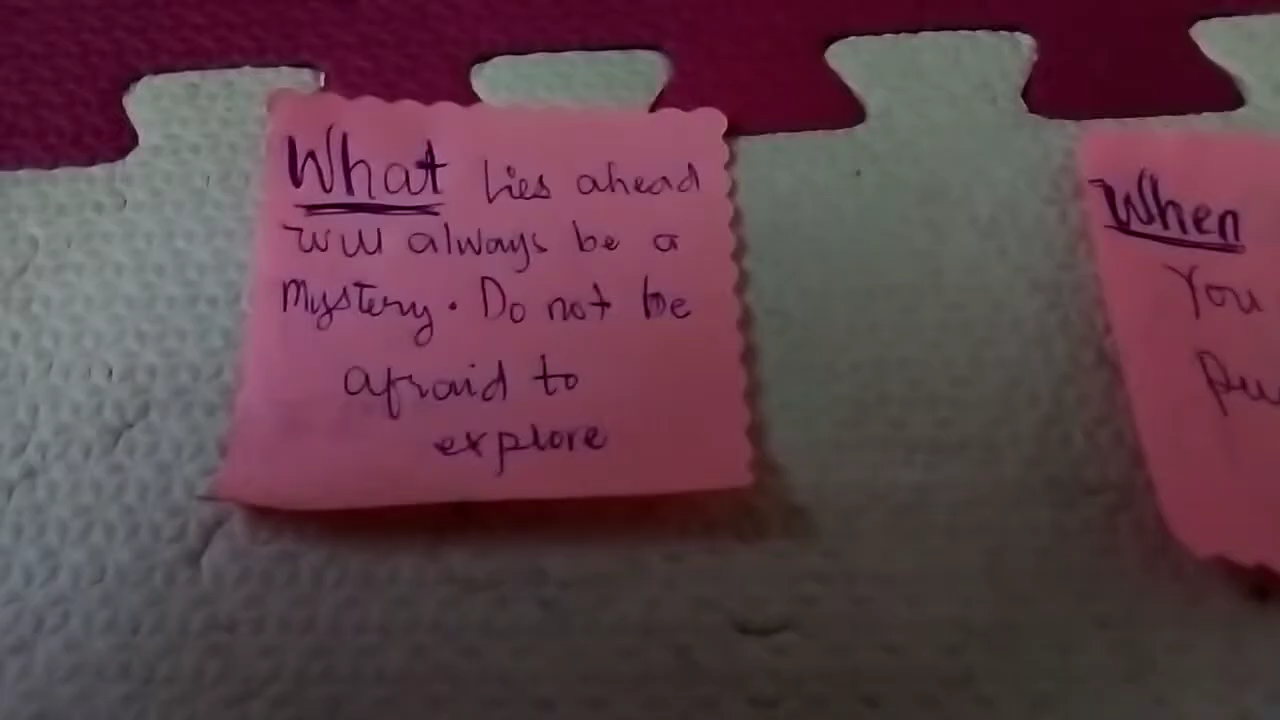 What lies ahead
will always be a
mystery. Do not be
afraid to
explore
When
You